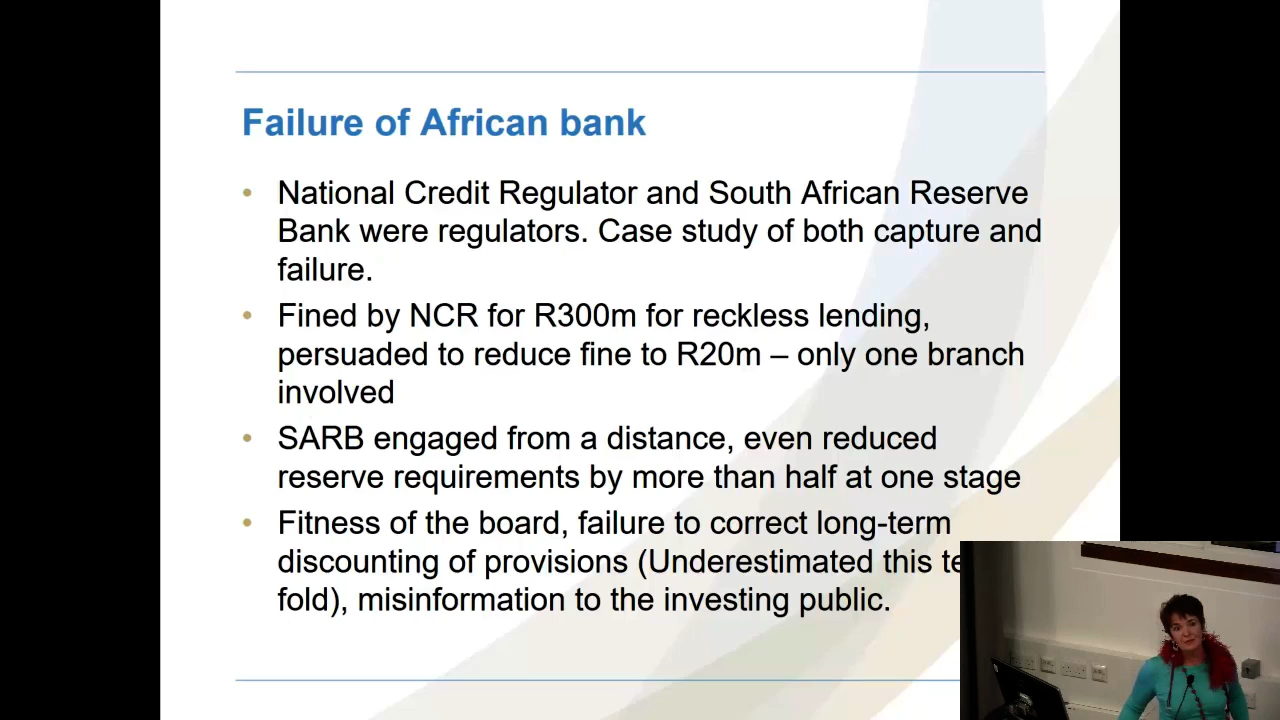 Failure of African bank
• National Credit Regulator and South African Reserve
Bank were regulators. Case study of both capture and
failure.
• Fined by NCR for R300m for reckless lending,
persuaded to reduce fine to R20m – only one branch
involved
• SARB engaged from a distance, even reduced
reserve requirements by more than half at one stage
• Fitness of the board, failure to correct long-term
discounting of provisions (Underestimated this
fold), misinformation to the investing public.